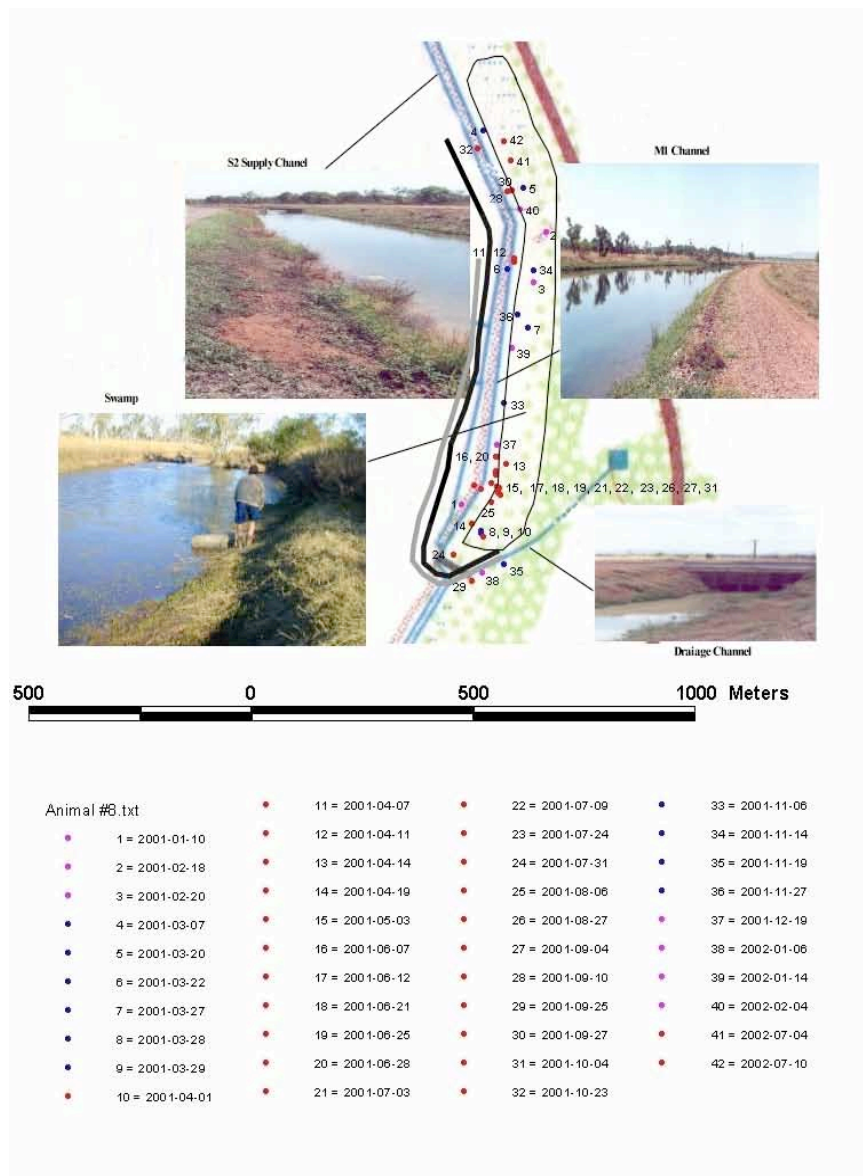 4
42
32
41
S2 Supply Chanel
M1 Channel
30
5
28
40
2
11
12
6
34
3
36
7
39
Swamp
33
37
16, 20
13
15, 17, 18, 19, 21, 22, 23, 26, 27, 31
1
25
14
8, 9, 10
24
35
29
38
Draiage Channel
500 0 500 1000 Meters
Animal #8.txt
1 = 2001-01-10
2 = 2001-02-18
3 = 2001-02-20
4 = 2001-03-07
5 = 2001-03-20
6 = 2001-03-22
7 = 2001-03-27
8 = 2001-03-28
9 = 2001-03-29
10 = 2001-04-01
11 = 2001-04-07
12 = 2001-04-11
13 = 2001-04-14
14 = 2001-04-19
15 = 2001-05-03
16 = 2001-06-07
17 = 2001-06-12
18 = 2001-06-21
19 = 2001-06-25
20 = 2001-06-28
21 = 2001-07-03
22 = 2001-07-09
23 = 2001-07-24
24 = 2001-07-31
25 = 2001-08-06
26 = 2001-08-27
27 = 2001-09-04
28 = 2001-09-10
29 = 2001-09-25
30 = 2001-09-27
31 = 2001-10-04
32 = 2001-10-23
33 = 2001-11-06
34 = 2001-11-14
35 = 2001-11-19
36 = 2001-11-27
37 = 2001-12-19
38 = 2002-01-06
39 = 2002-01-14
40 = 2002-02-04
41 = 2002-07-04
42 = 2002-07-10